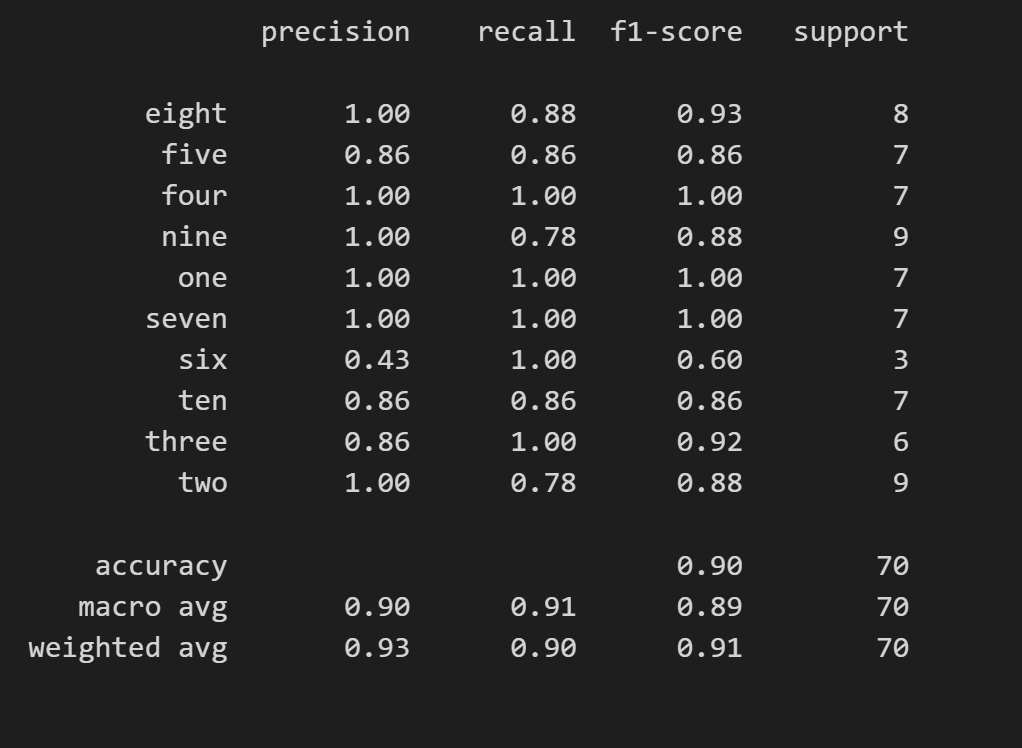 precision recall f1-score support
eight 1.00 0.88 0.93 8
five 0.86 0.86 0.86 7
four 1.00 1.00 1.00 7
nine 1.00 0.78 0.88 9
one 1.00 1.00 1.00 7
seven 1.00 1.00 1.00 7
six 0.43 1.00 0.60 3
ten 0.86 0.86 0.86 7
three 0.86 1.00 0.92 6
two 1.00 0.78 0.88 9
accuracy 0.90 70
macro avg 0.90 0.91 0.89 70
weighted avg 0.93 0.90 0.91 70